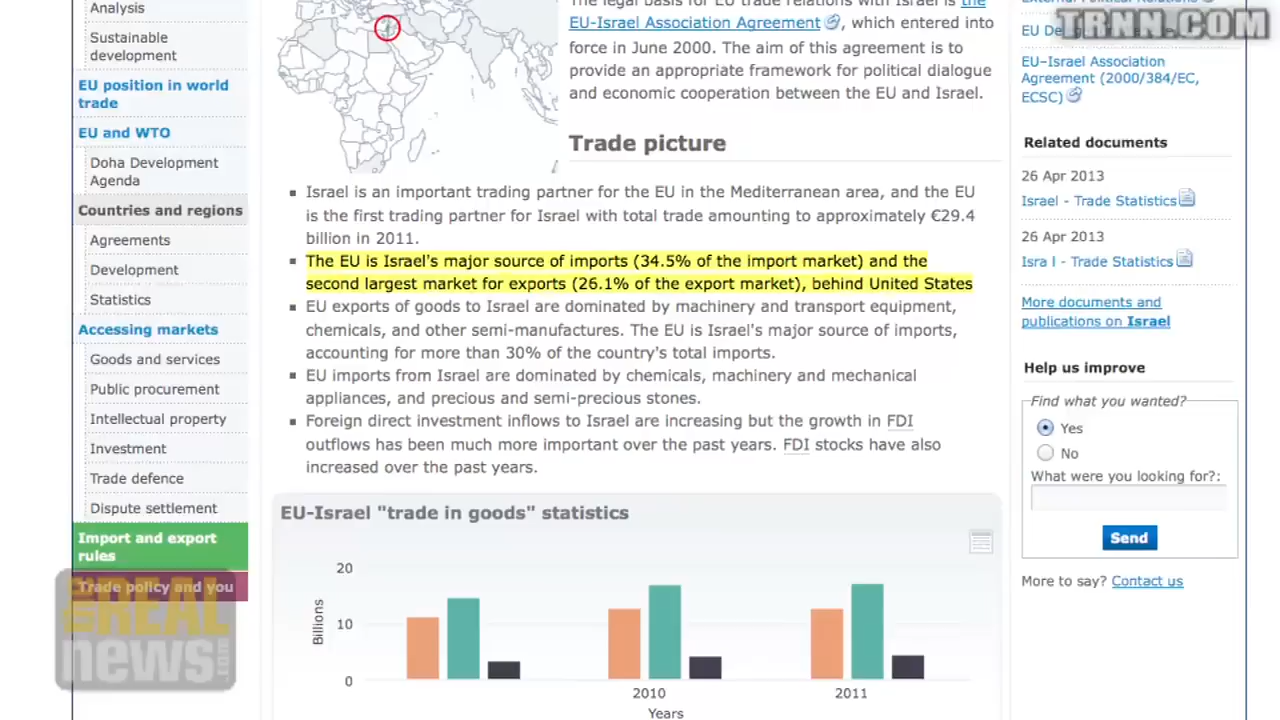 Analysis
Sustainable
development
EU position in world
trade
EU and WTO
Doha Development
Agenda
Countries and regions
Agreements
Development
Statistics
Accessing markets
Goods and services
Public procurement
Intellectual property
Investment
Trade defence
Dispute settlement
Import and export
rules
Trade policy and you
THE REAL
news.com
The legal basis for EU trade relations with Israel is the
EU-Israel Association Agreement, which entered into
force in June 2000. The aim of this agreement is to
provide an appropriate framework for political dialogue
and economic cooperation between the EU and Israel.
Trade picture
Israel is an important trading partner for the EU in the Mediterranean area, and the EU
is the first trading partner for Israel with total trade amounting to approximately €29.4
billion in 2011.
The EU is Israel's major source of imports (34.5% of the import market) and the
second largest market for exports (26.1% of the export market), behind United States
EU exports of goods to Israel are dominated by machinery and transport equipment,
chemicals, and other semi-manufactures. The EU is Israel's major source of imports,
accounting for more than 30% of the country's total imports.
EU imports from Israel are dominated by chemicals, machinery and mechanical
appliances, and precious and semi-precious stones.
Foreign direct investment inflows to Israel are increasing but the growth in FDI
outflows has been much more important over the past years. FDI stocks have also
increased over the past years.
EU-Israel "trade in goods" statistics
20
10
0
Billions
2010
2011
Years
TRNN.COM
EU
EU–Israel Association
Agreement (2000/384/EC,
ECSC)
Related documents
26 Apr 2013
Israel - Trade Statistics
26 Apr 2013
Isra l - Trade Statistics
More documents and
publications on Israel
Help us improve
Find what you wanted?
Yes
No
What were you looking for?:
Send
More to say? Contact us